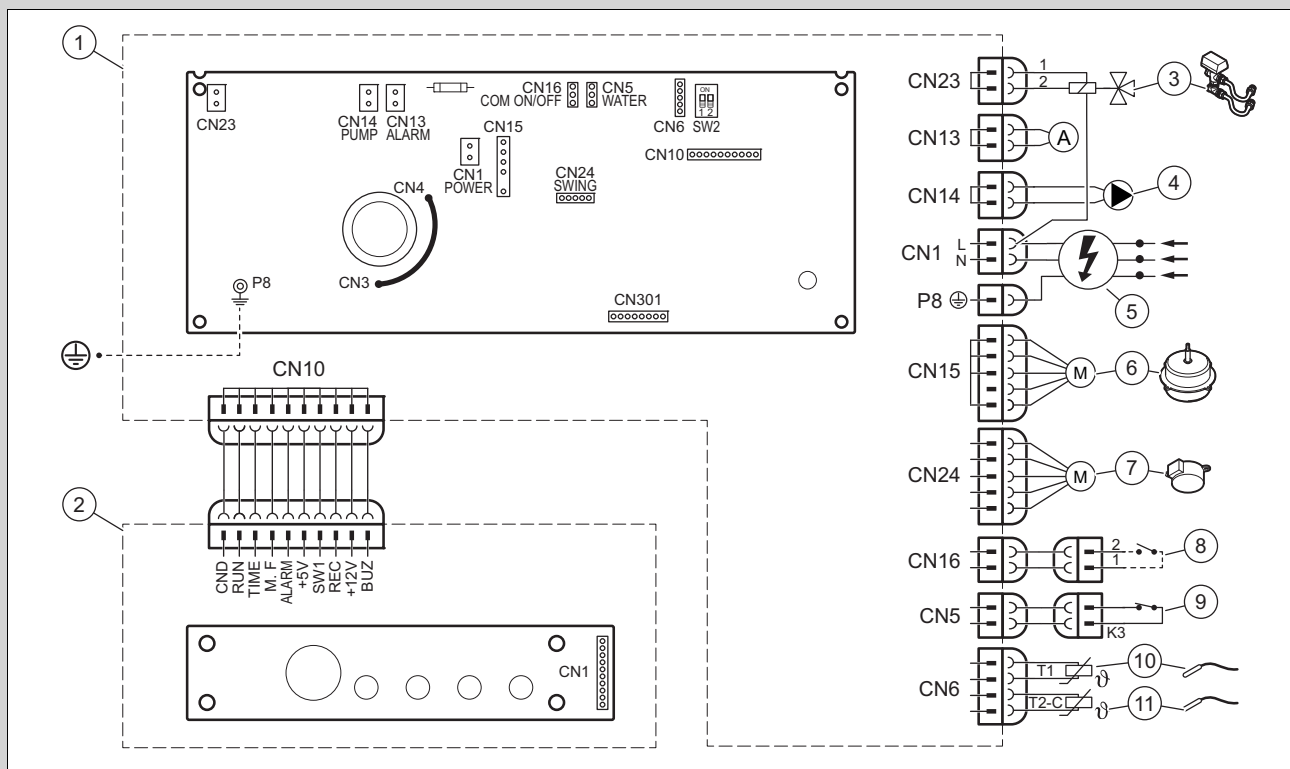 1
CN23
CN14
PUMP
CN13
ALARM
CN16
COM ON/OFF
CN5
WATER
CN6
ON
1 2
SW2
CN15
CN1
POWER
CN10
CN24
SWING
CN4
CN3
P8
CN301
CN10
2
CND
RUN
TIME
M. F
ALARM
+5V
SW1
REC
+12V
BUZ
CN1
CN23
1
2
3
CN13
A
CN14
4
CN1
L
N
P8
5
CN15
M
6
CN24
M
7
CN16
2
1
8
CN5
K3
9
CN6
T1
ϑ
10
T2-C
ϑ
11